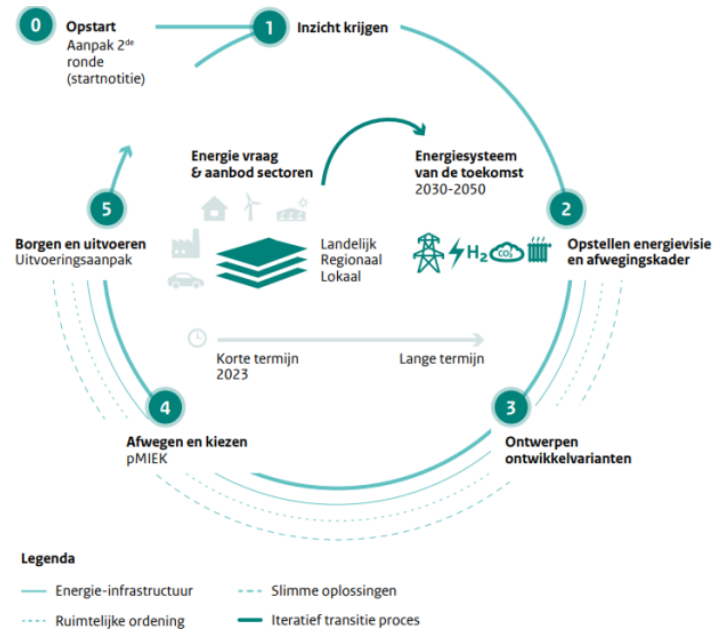 0
Opstart
Aanpak 2de
ronde
(startnotitie)
1
Inzicht krijgen
Energie vraag
& aanbod sectoren
Energiesysteem
van de toekomst
2030-2050
5
Borgen en uitvoeren
Uitvoeringsaanpak
Landelijk
Regionaal
Lokaal
H2
CO2
2
Opstellen energievisie
en afwegingskader
Korte termijn
2023
Lange termijn
4
Afwegen en kiezen
pMIEK
3
Ontwerpen
ontwikkelvarianten
Legenda
Energie-infrastructuur
Slimme oplossingen
Ruimtelijke ordening
Iteratief transitie proces